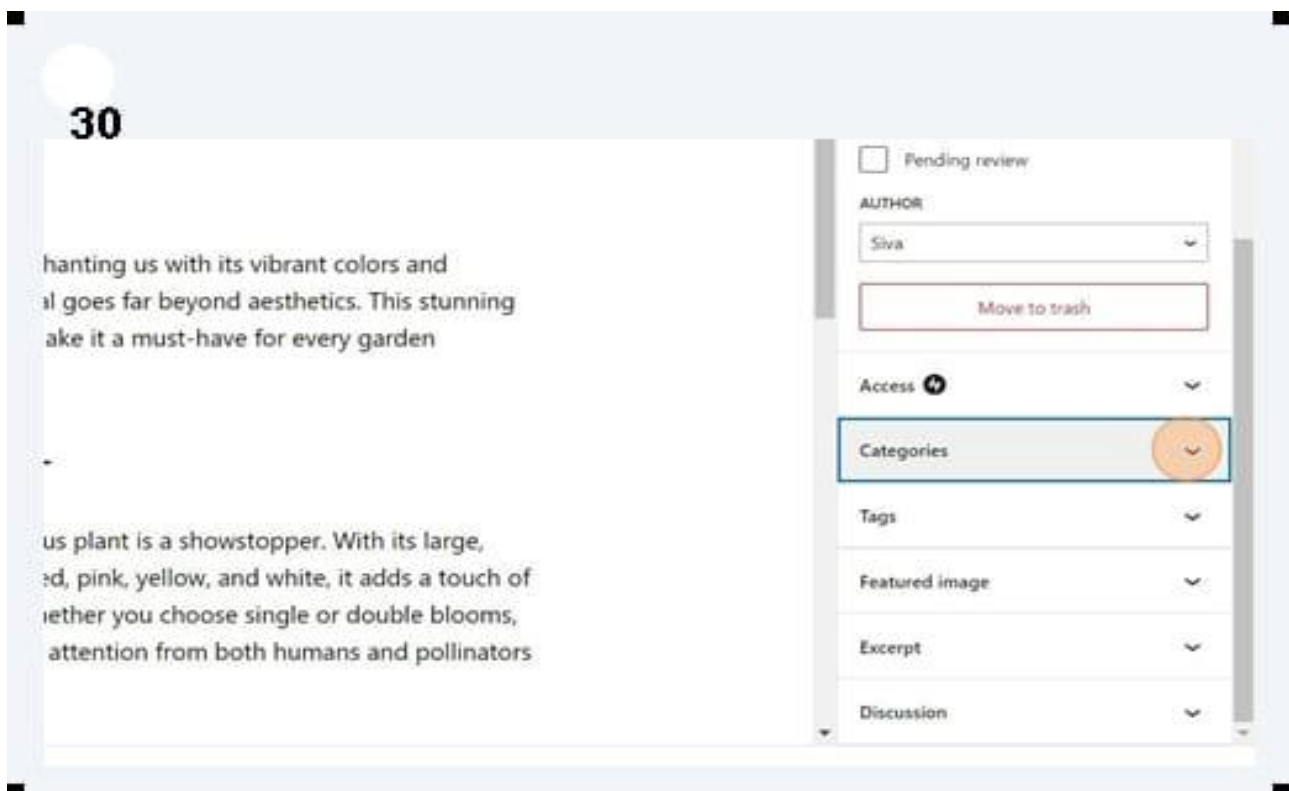 30
Pending review
AUTHOR
Siva
Move to trash
Access
Categories
Tags
Featured image
Excerpt
Discussion
hanting us with its vibrant colors and
al goes far beyond aesthetics. This stunning
ake it a must-have for every garden
us plant is a showstopper. With its large,
ed, pink, yellow, and white, it adds a touch of
hether you choose single or double blooms,
attention from both humans and pollinators